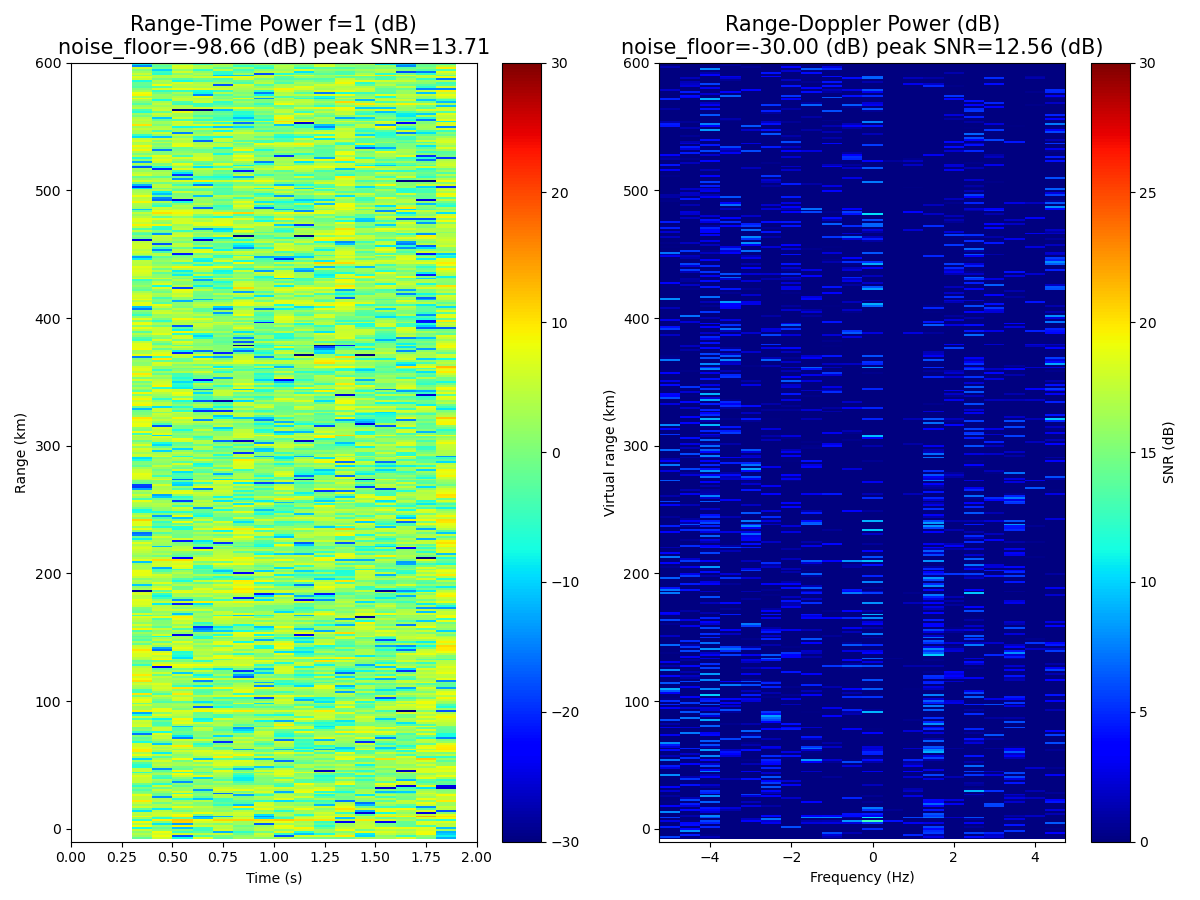 Range-Time Power f=1 (dB)
noise_floor=-98.66 (dB) peak SNR=13.71
Range-Doppler Power (dB)
noise_floor=-30.00 (dB) peak SNR=12.56 (dB)
600
500
400
300
200
100
0
Range (km)
0.00 0.25 0.50 0.75 1.00 1.25 1.50 1.75 2.00
Time (s)
30
20
10
0
−10
−20
−30
600
500
400
300
200
100
0
Virtual range (km)
−4 −2 0 2 4
Frequency (Hz)
30
25
20
15
10
5
0
SNR (dB)